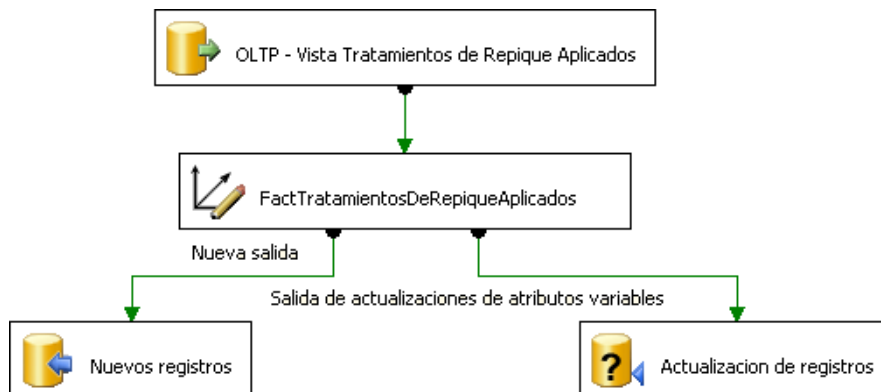 OLTP - Vista Tratamientos de Repique Aplicados
FactTratamientosDeRepiqueAplicados
Nueva salida
Salida de actualizaciones de atributos variables
Nuevos registros
?
Actualizacion de registros